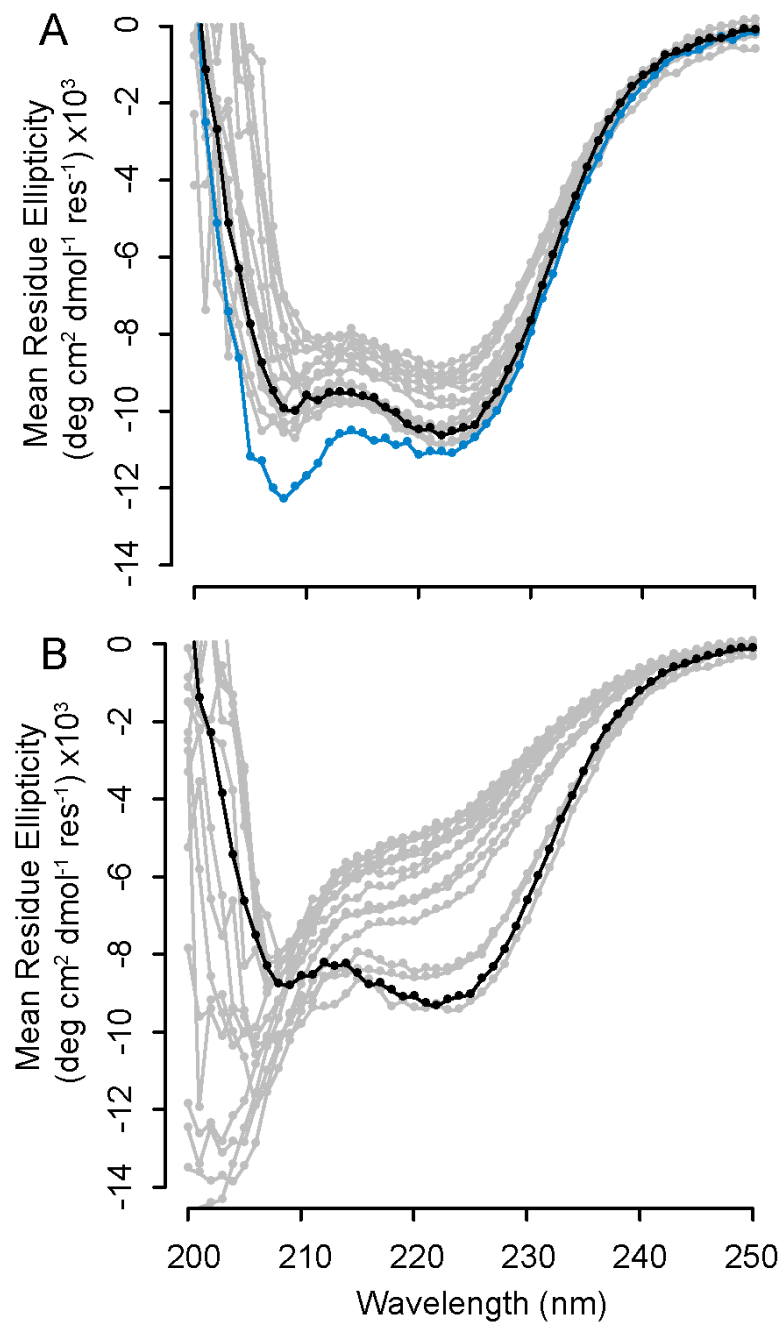 A
Mean Residue Ellipticity
(deg cm² dmol⁻¹ res⁻¹) x10³
0
-2
-4
-6
-8
-10
-12
-14
B
Mean Residue Ellipticity
(deg cm² dmol⁻¹ res⁻¹) x10³
0
-2
-4
-6
-8
-10
-12
-14
200 210 220 230 240 250
Wavelength (nm)